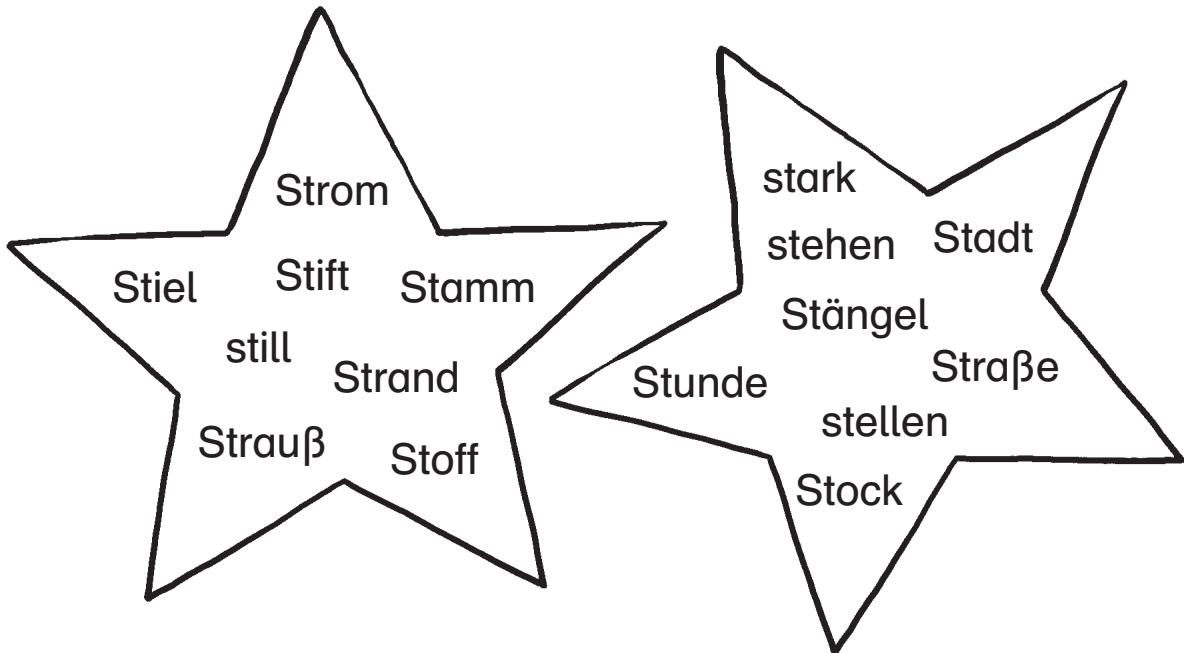 Strom
Stiel
Stift
Stamm
still
Strand
Strauß
Stoff
stark
stehen
Stadt
Stängel
Stunde
Straße
stellen
Stock